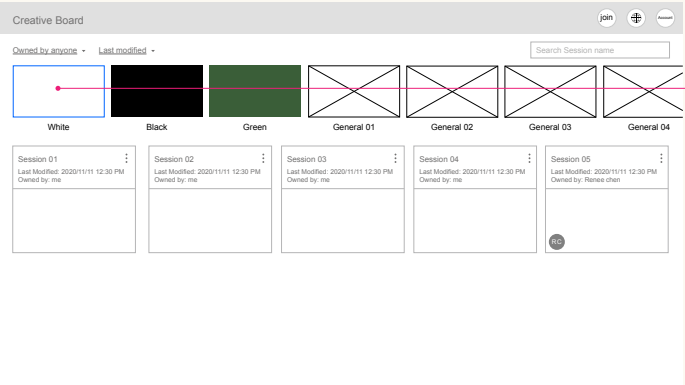 Creative Board
join
Account
Owned by anyone
Last modified
Search Session name
White
Black
Green
General 01
General 02
General 03
General 04
Session 01
Last Modified: 2020/11/11 12:30 PM
Owned by: me
Session 02
Last Modified: 2020/11/11 12:30 PM
Owned by: me
Session 03
Last Modified: 2020/11/11 12:30 PM
Owned by: me
Session 04
Last Modified: 2020/11/11 12:30 PM
Owned by: me
Session 05
Last Modified: 2020/11/11 12:30 PM
Owned by: Renee chen
RC